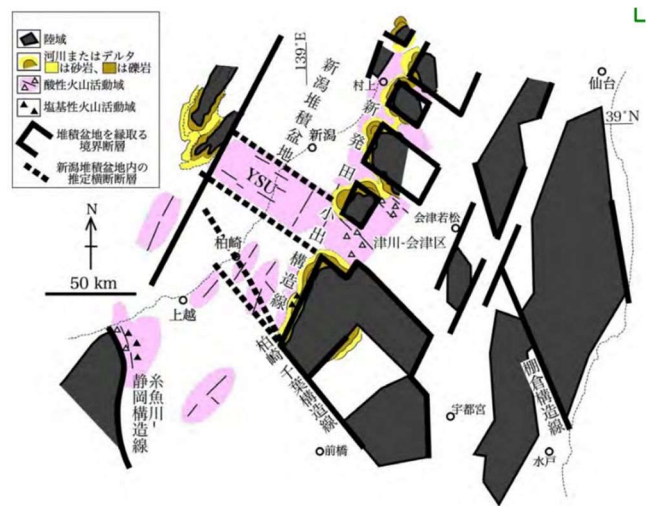 陸域
河川またはデルタ
は砂岩、は礫岩
酸性火山活動域
塩基性火山活動域
堆積盆地を縁取る
境界断層
新潟堆積盆地内の
推定横断断層
N
50 km
139°E
39°N
新潟堆積盆地
新潟
村上
仙台
新発田-小出構造線
YSU
会津若松
津川-会津区
柏崎
上越
糸魚川-
静岡構造線
柏崎-千葉構造線
前橋
宇都宮
棚倉構造線
水戸
L